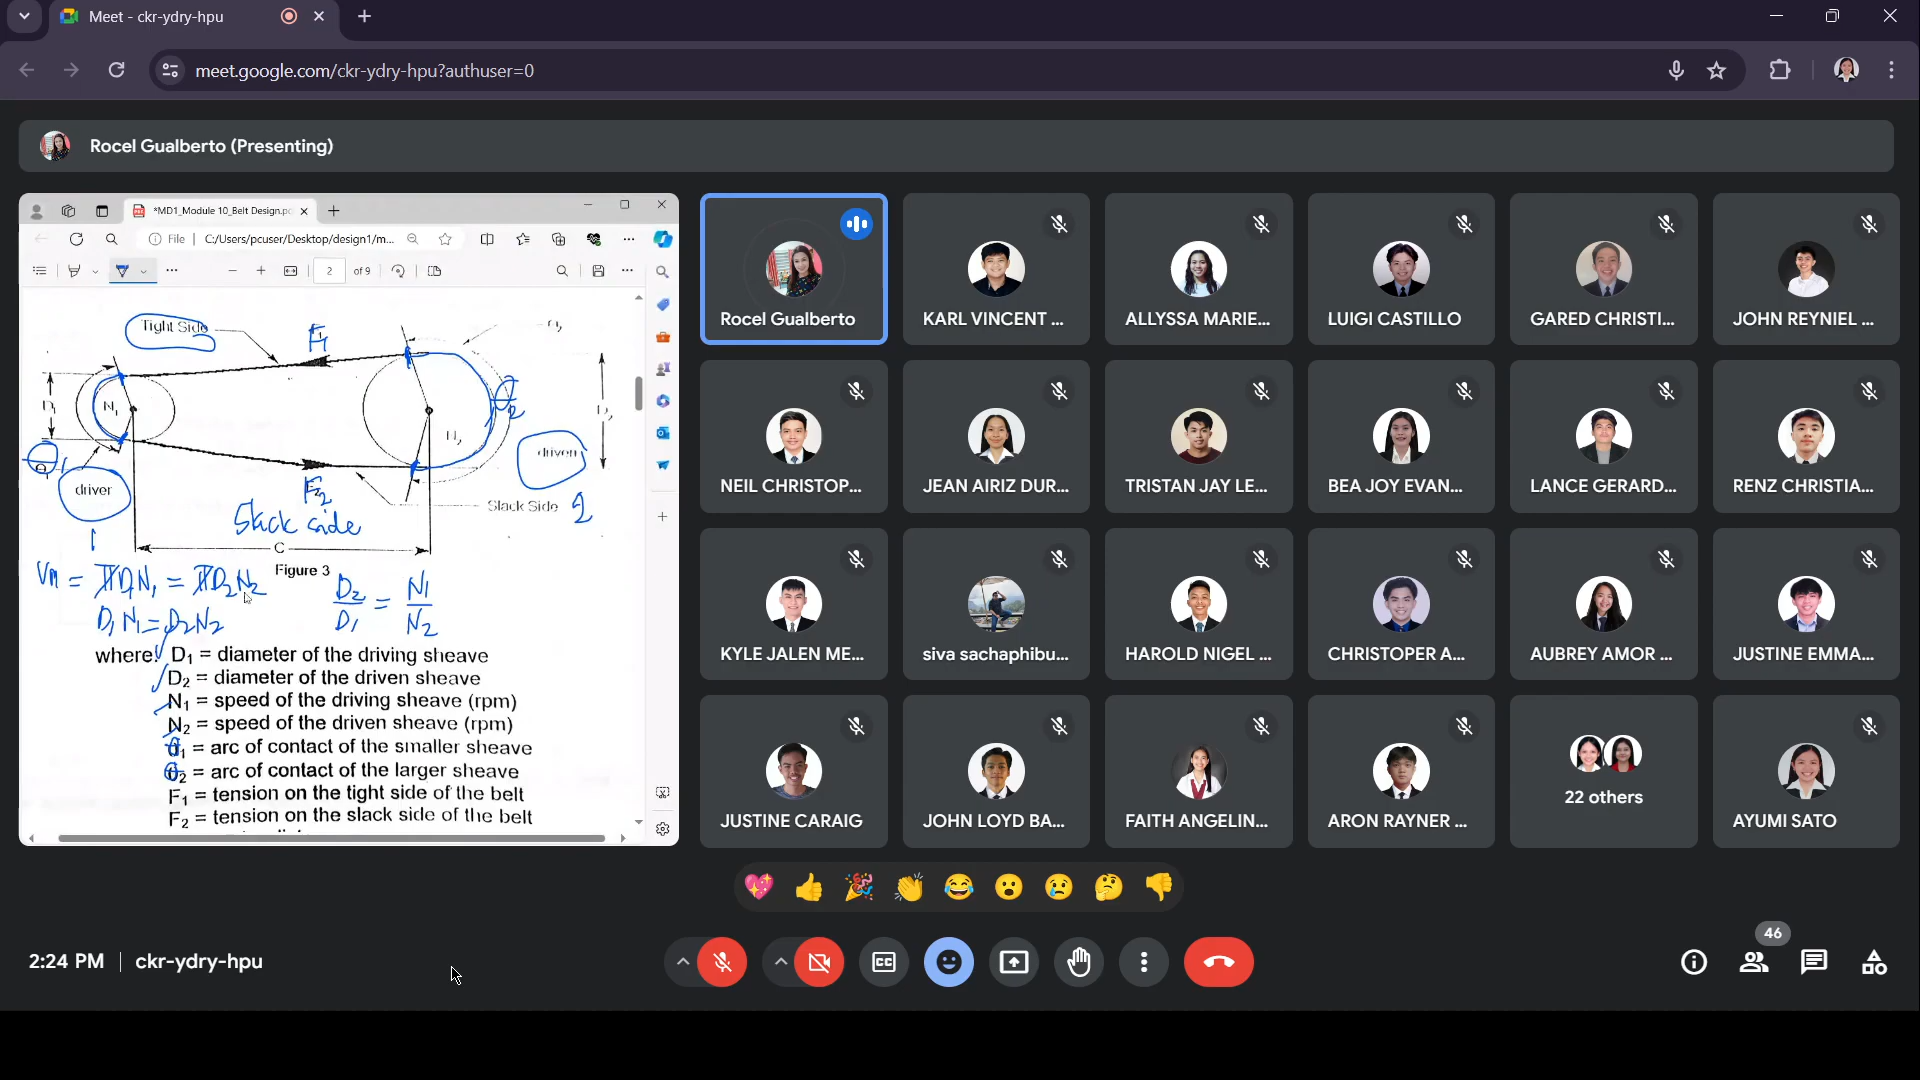 Meet - ckr-ydry-hpu
meet.google.com/ckr-ydry-hpu?authuser=0
Rocel Gualberto (Presenting)
*MD1_Module 10_Belt Design.pc
File | C:/Users/pcuser/Desktop/design1/m...
2 of 9
Tight Side
F1
D1
N1
θ2
N2
D2
driven
θ1
driver
F2
Slack Side 2
Slack side
1
C
Figure 3
Vm = πD1N1 = πD2N2
D2/D1 = N1/N2
D1N1 = D2N2
where: D1 = diameter of the driving sheave
D2 = diameter of the driven sheave
N1 = speed of the driving sheave (rpm)
N2 = speed of the driven sheave (rpm)
θ1 = arc of contact of the smaller sheave
θ2 = arc of contact of the larger sheave
F1 = tension on the tight side of the belt
F2 = tension on the slack side of the belt
Rocel Gualberto
KARL VINCENT ...
ALLYSSA MARIE...
LUIGI CASTILLO
GARED CHRISTI...
JOHN REYNIEL ...
NEIL CHRISTOP...
JEAN AIRIZ DUR...
TRISTAN JAY LE...
BEA JOY EVAN...
LANCE GERARD...
RENZ CHRISTIA...
KYLE JALEN ME...
siva sachaphibu...
HAROLD NIGEL ...
CHRISTOPER A...
AUBREY AMOR ...
JUSTINE EMMA...
JUSTINE CARAIG
JOHN LOYD BA...
FAITH ANGELIN...
ARON RAYNER ...
22 others
AYUMI SATO
2:24 PM | ckr-ydry-hpu
CC
46